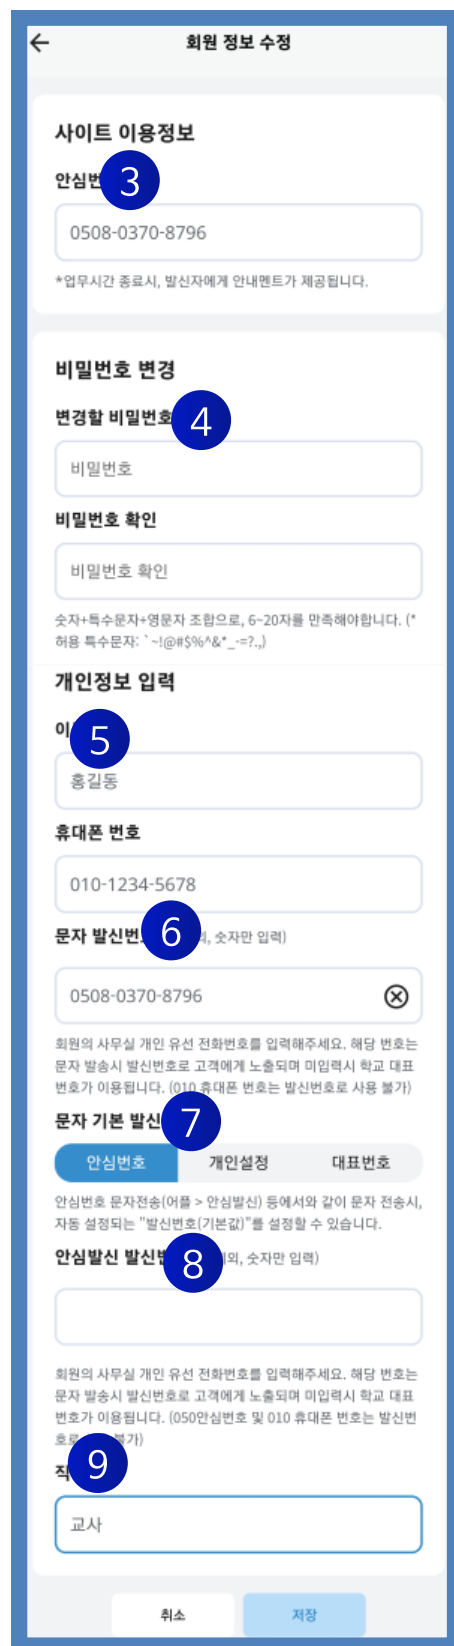 회원 정보 수정
사이트 이용정보
3
0508-0370-8796
*업무시간 종료시, 발신자에게 안내멘트가 제공됩니다.
비밀번호 변경
변경할 비밀번호 4
비밀번호
비밀번호 확인
비밀번호 확인
숫자+특수문자+영문자 조합으로, 6~20자를 만족해야합니다. (*
허용 특수문자: `~!@#$%^&*_-=?.,)
개인정보 입력
5
홍길동
휴대폰 번호
010-1234-5678
문자 6 숫자만 입력)
0508-0370-8796
회원의 사무실 개인 유선 전화번호를 입력해주세요. 해당 번호는
문자 발송시 발신번호로 고객에게 노출되며 미입력시 학교 대표
번호가 이용됩니다. (010 휴대폰 번호는 발신번호로 사용 불가)
문자 기본 발신 7
안심번호 개인설정 대표번호
안심번호 문자전송(어플 > 안심발신) 등에서와 같이 문자 전송시,
자동 설정되는 "발신번호(기본값)"를 설정할 수 있습니다.
안심발신 8 숫자만 입력)
회원의 사무실 개인 유선 전화번호를 입력해주세요. 해당 번호는
문자 발송시 발신번호로 고객에게 노출되며 미입력시 학교 대표
번호가 이용됩니다. (050안심번호 및 010 휴대폰 번호는 발신번
9 불가)
교사
취소 저장